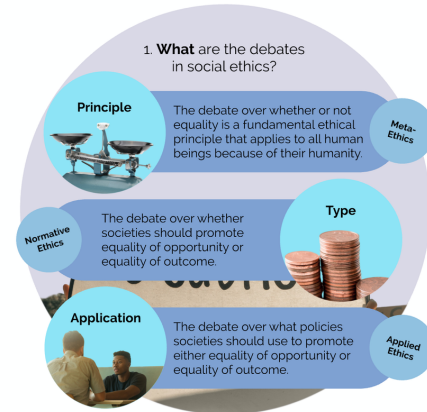 1. What are the debates
in social ethics?
Principle
The debate over whether or not
equality is a fundamental ethical
principle that applies to all human
beings because of their humanity.
Meta-
Ethics
Normative
Ethics
The debate over whether
societies should promote
equality of opportunity or
equality of outcome.
Type
Application
The debate over what policies
societies should use to promote
either equality of opportunity or
equality of outcome.
Applied
Ethics